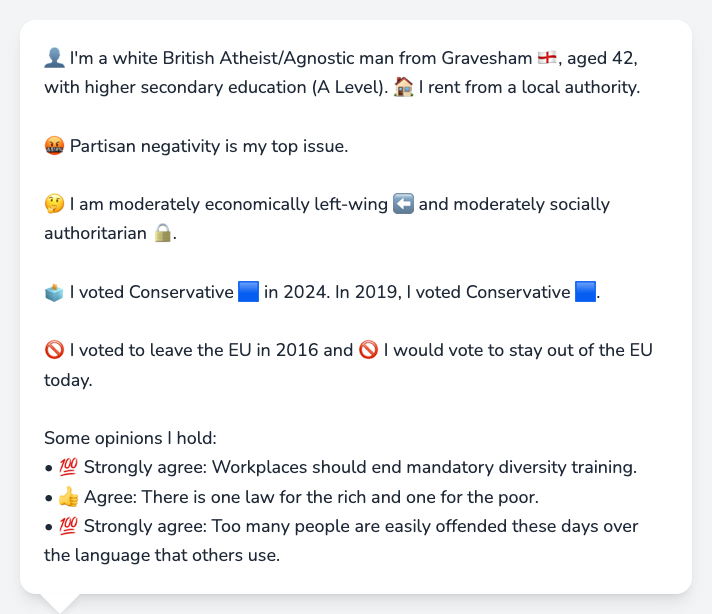 👤 I'm a white British Atheist/Agnostic man from Gravesham 🏴󠁧󠁢󠁥󠁮󠁧󠁿, aged 42,
with higher secondary education (A Level). 🏠 I rent from a local authority.
🤬 Partisan negativity is my top issue.
🤔 I am moderately economically left-wing ⬅️ and moderately socially
authoritarian 🔒.
🗳️ I voted Conservative 🟦 in 2024. In 2019, I voted Conservative 🟦.
🚫 I voted to leave the EU in 2016 and 🚫 I would vote to stay out of the EU
today.
Some opinions I hold:
• 💯 Strongly agree: Workplaces should end mandatory diversity training.
• 👍 Agree: There is one law for the rich and one for the poor.
• 💯 Strongly agree: Too many people are easily offended these days over
the language that others use.